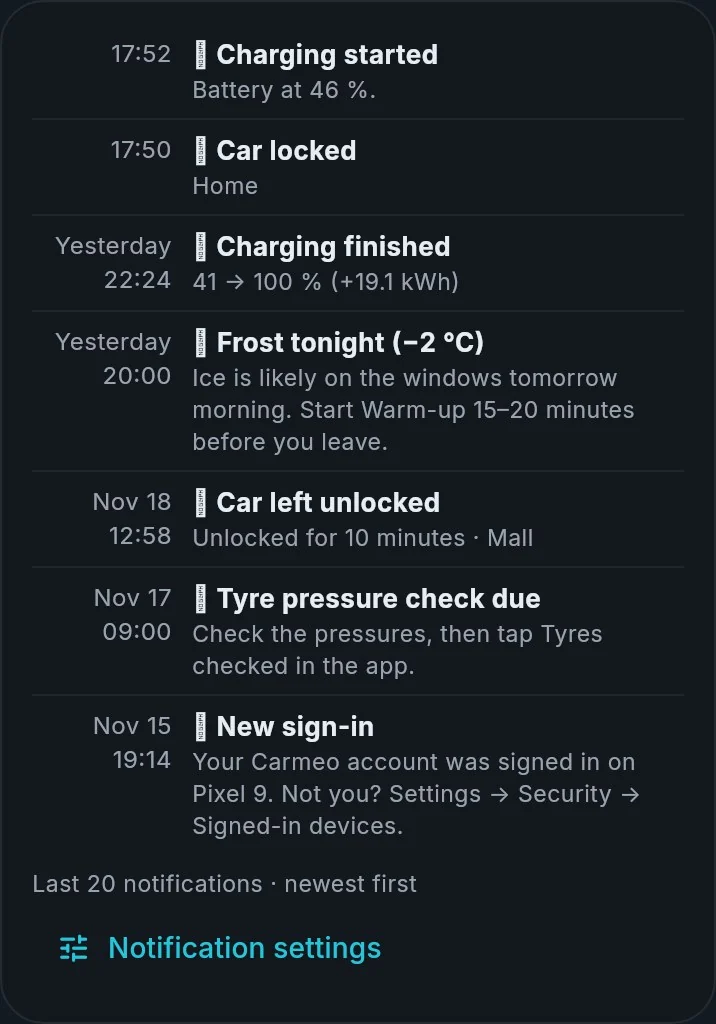 17:52 Charging started
Battery at 46 %.
17:50 Car locked
Home
Yesterday Charging finished
22:24 41 → 100 % (+19.1 kWh)
Yesterday Frost tonight (−2 °C)
20:00 Ice is likely on the windows tomorrow
morning. Start Warm-up 15–20 minutes
before you leave.
Nov 18 Car left unlocked
12:58 Unlocked for 10 minutes · Mall
Nov 17 Tyre pressure check due
09:00 Check the pressures, then tap Tyres
checked in the app.
Nov 15 New sign-in
19:14 Your Carmeo account was signed in on
Pixel 9. Not you? Settings → Security →
Signed-in devices.
Last 20 notifications · newest first
Notification settings